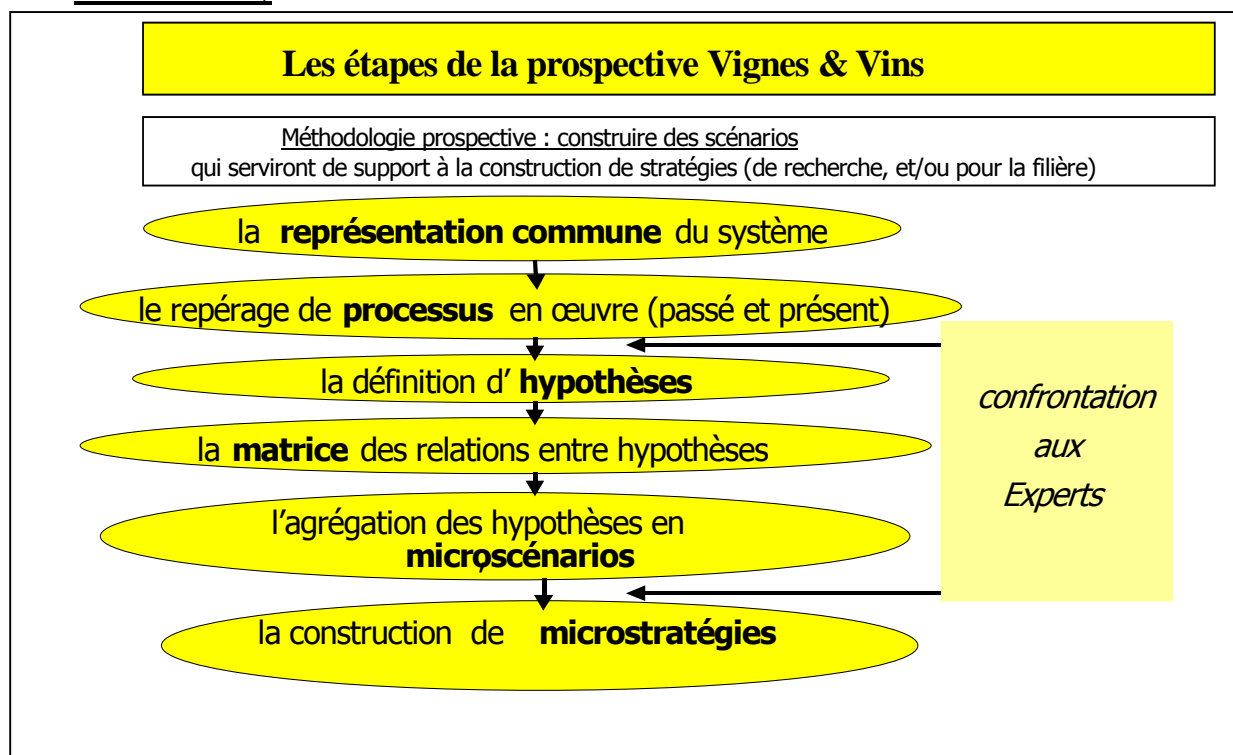 Les étapes de la prospective Vignes & Vins
Méthodologie prospective : construire des scénarios
qui serviront de support à la construction de stratégies (de recherche, et/ou pour la filière)
la représentation commune du système
le repérage de processus en œuvre (passé et présent)
la définition d' hypothèses
la matrice des relations entre hypothèses
l'agrégation des hypothèses en
microscénarios
la construction de microstratégies
confrontation
aux
Experts